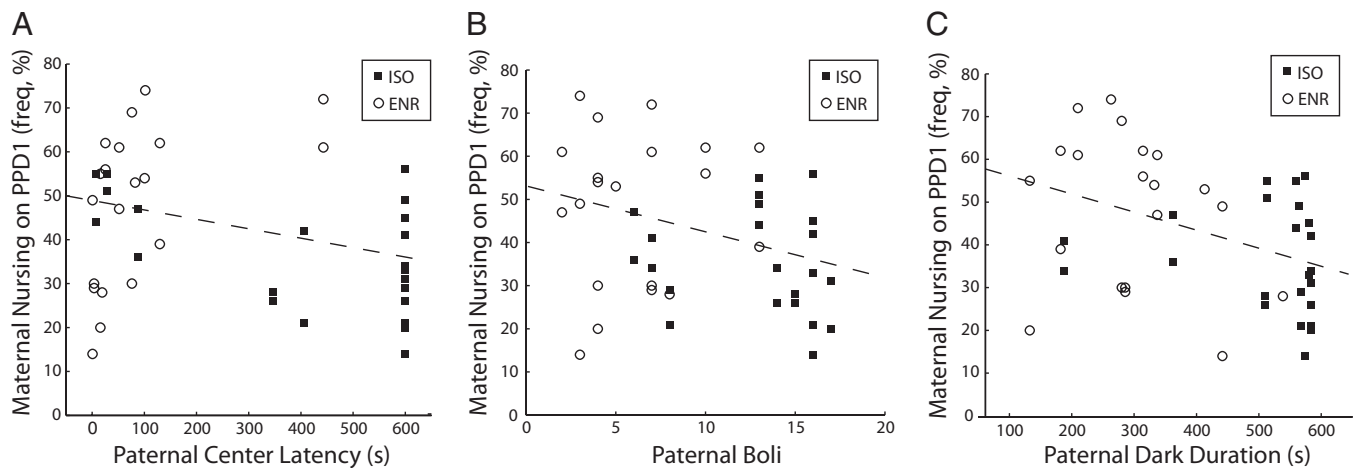 A
Maternal Nursing on PPD1 (freq, %)
80
70
60
50
40
30
20
10
0
ISO
ENR
0 100 200 300 400 500 600
Paternal Center Latency (s)
B
Maternal Nursing on PPD1 (freq, %)
80
70
60
50
40
30
20
10
0
ISO
ENR
0 5 10 15 20
Paternal Boli
C
Maternal Nursing on PPD1 (freq, %)
80
70
60
50
40
30
20
10
0
ISO
ENR
100 200 300 400 500 600
Paternal Dark Duration (s)